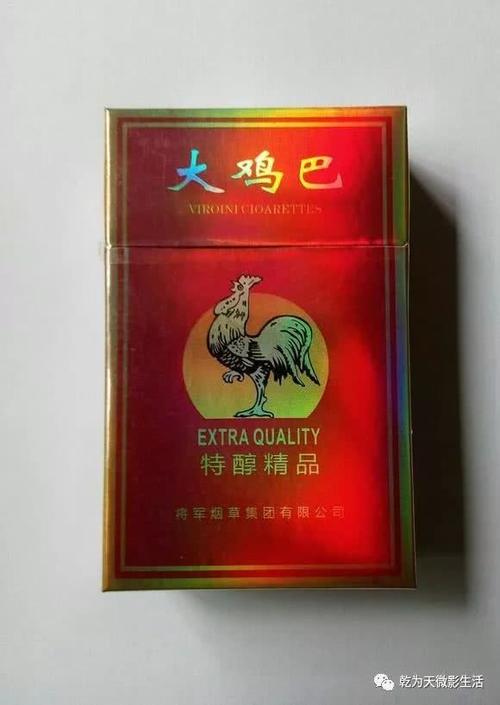 大鸡巴
VIROINI CIOARETTES
EXTRA QUALITY
特醇精品
将军烟草集团有限公司
乾为天微影生活